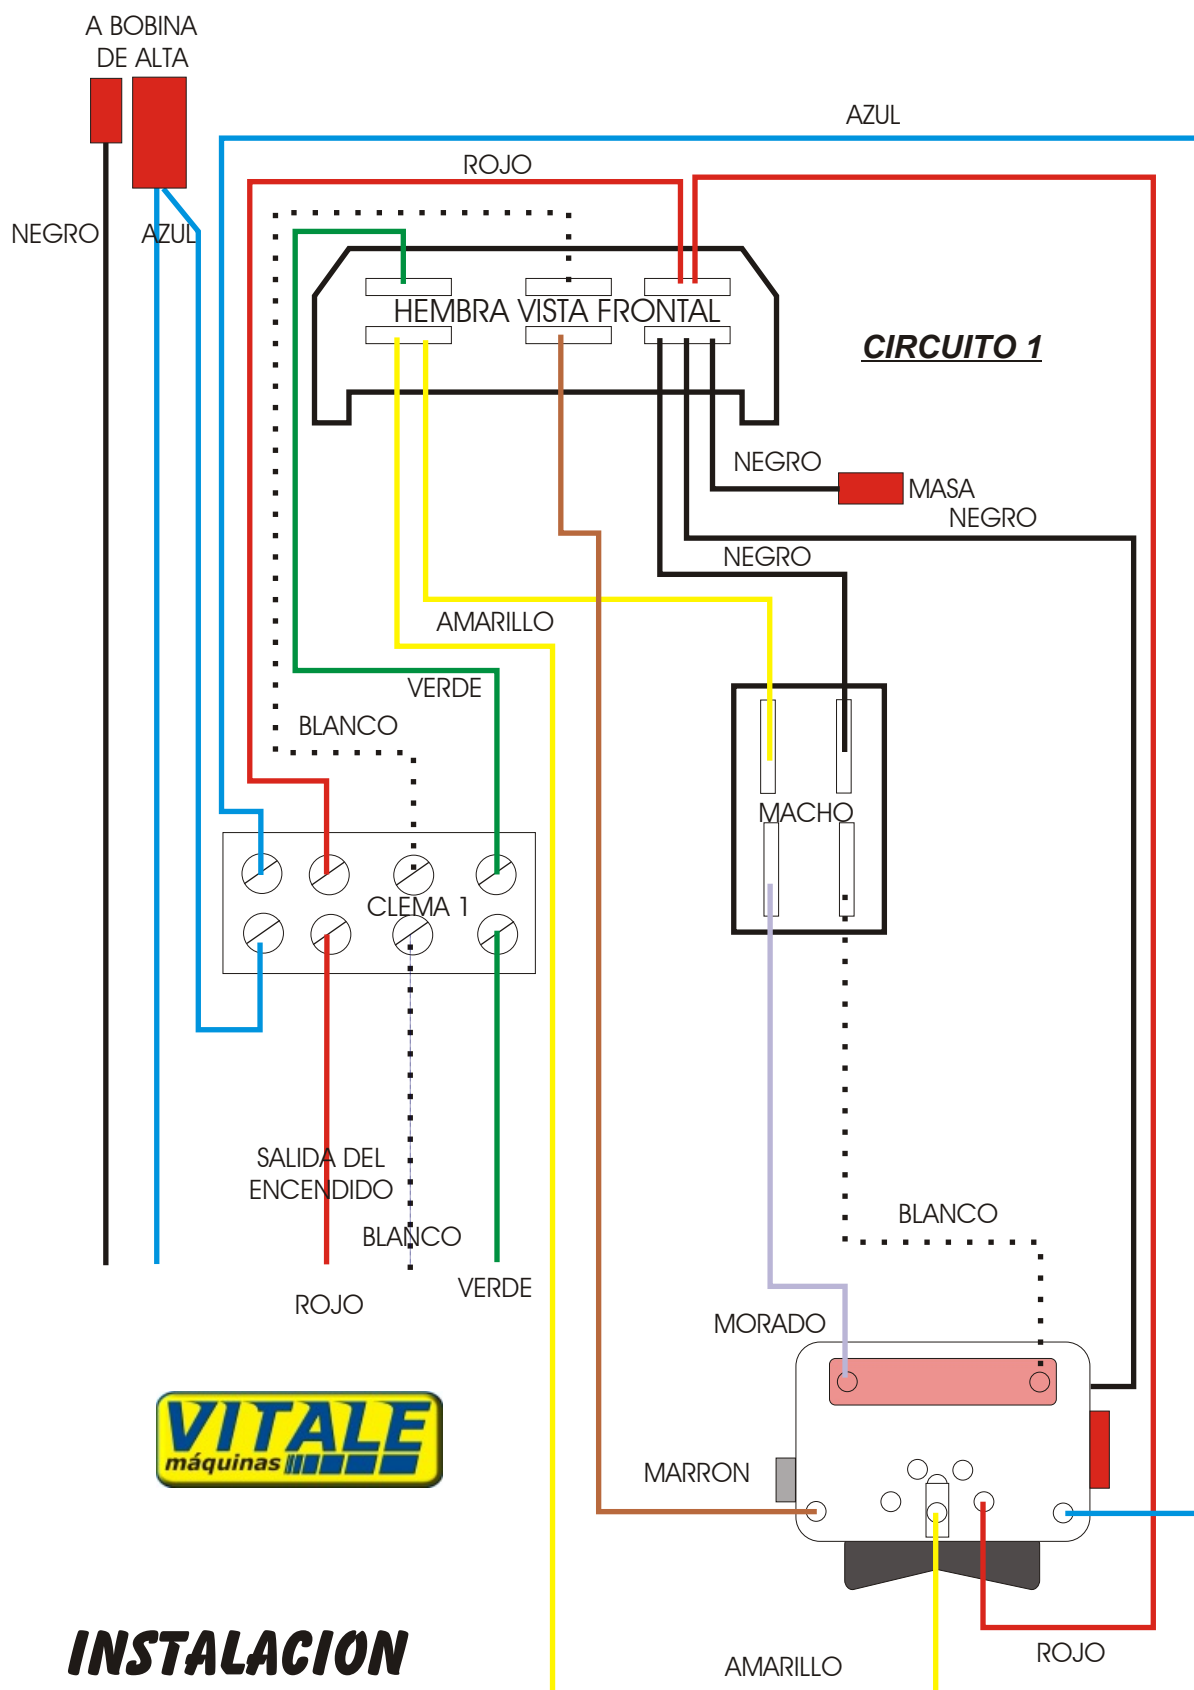 A BOBINA
DE ALTA
AZUL
ROJO
NEGRO
AZUL
HEMBRA VISTA FRONTAL
CIRCUITO 1
NEGRO
MASA
NEGRO
NEGRO
AMARILLO
VERDE
BLANCO
MACHO
CLEMA 1
SALIDA DEL
ENCENDIDO
BLANCO
BLANCO
VERDE
ROJO
MORADO
VITALE
máquinas
MARRON
INSTALACION
AMARILLO
ROJO